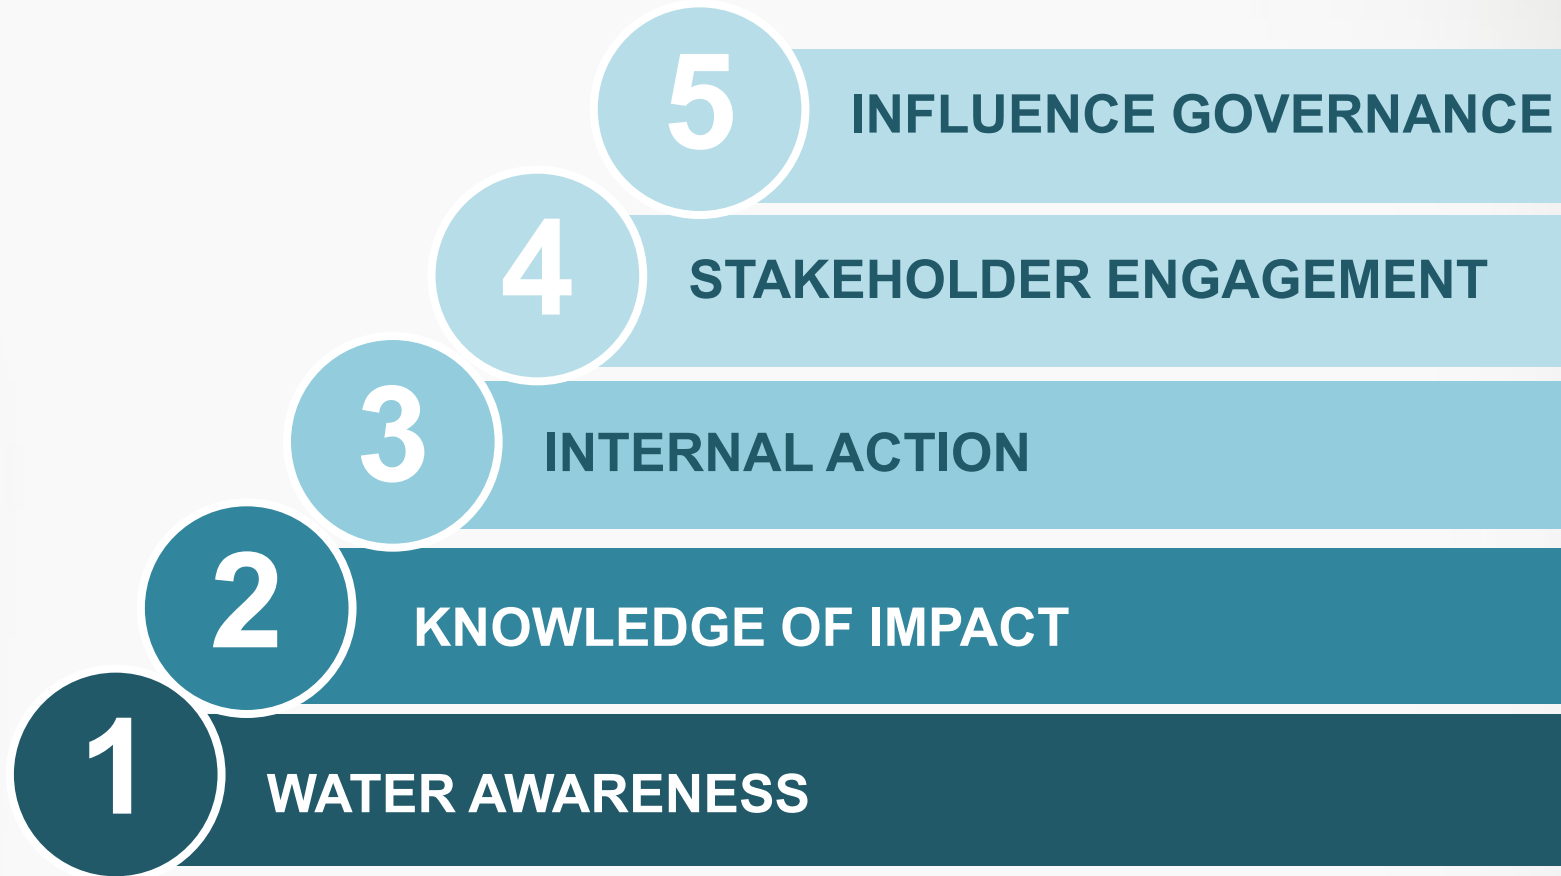 5 INFLUENCE GOVERNANCE
4 STAKEHOLDER ENGAGEMENT
3 INTERNAL ACTION
2 KNOWLEDGE OF IMPACT
1 WATER AWARENESS